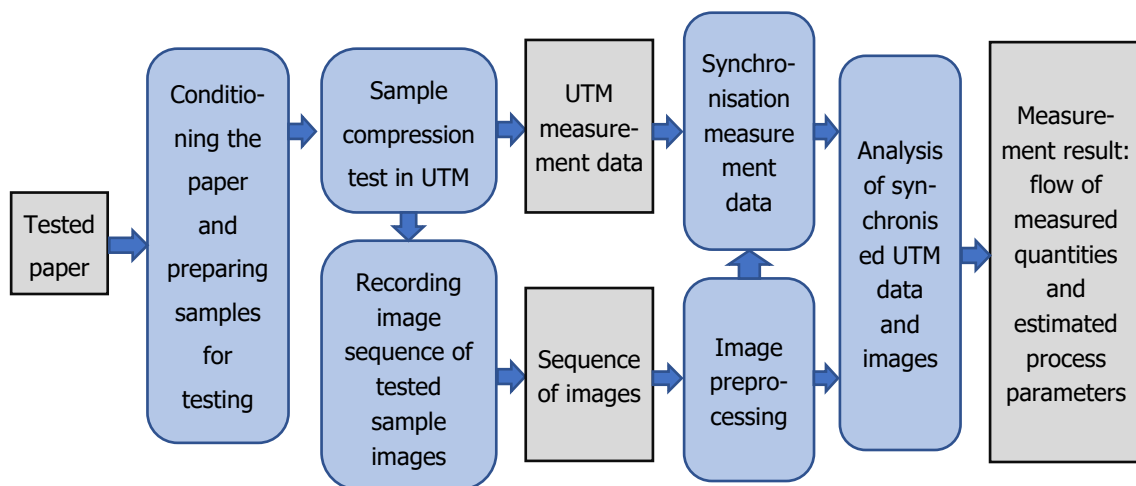 Tested
paper
Conditio-
ning the
paper
and
preparing
samples
for
testing
Sample
compression
test in UTM
Recording
image
sequence of
tested
sample
images
UTM
measure-
ment data
Sequence
of images
Synchro-
nisation
measure
ment
data
Image
prepro-
cessing
Analysis
of syn-
chronis
ed UTM
data
and
images
Measure-
ment result:
flow of
measured
quantities
and
estimated
process
parameters